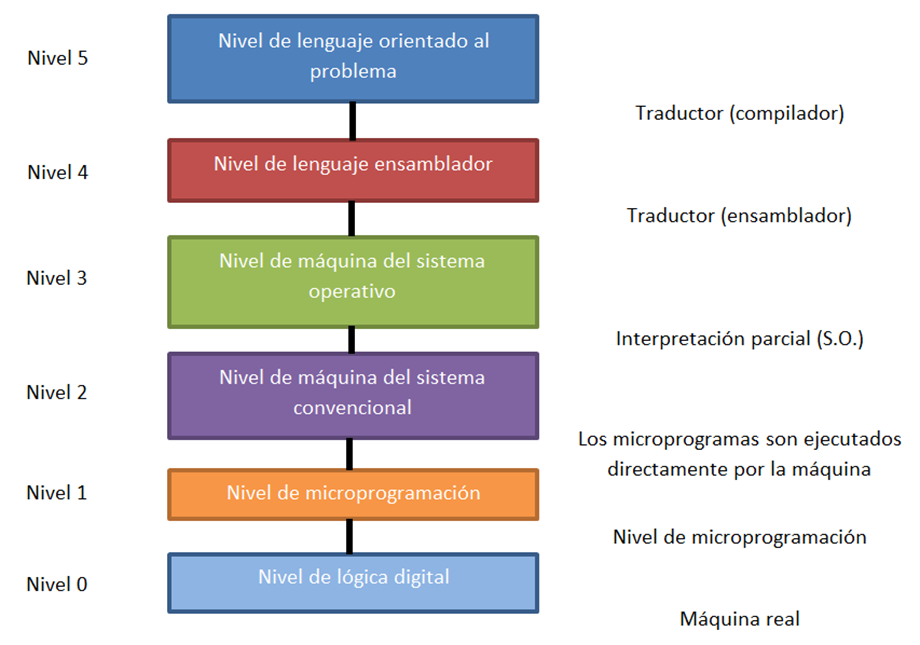 Nivel 5
Nivel de lenguaje orientado al
problema
Traductor (compilador)
Nivel 4
Nivel de lenguaje ensamblador
Traductor (ensamblador)
Nivel 3
Nivel de máquina del sistema
operativo
Interpretación parcial (S.O.)
Nivel 2
Nivel de máquina del sistema
convencional
Los microprogramas son ejecutados
directamente por la máquina
Nivel 1
Nivel de microprogramación
Nivel de microprogramación
Nivel 0
Nivel de lógica digital
Máquina real